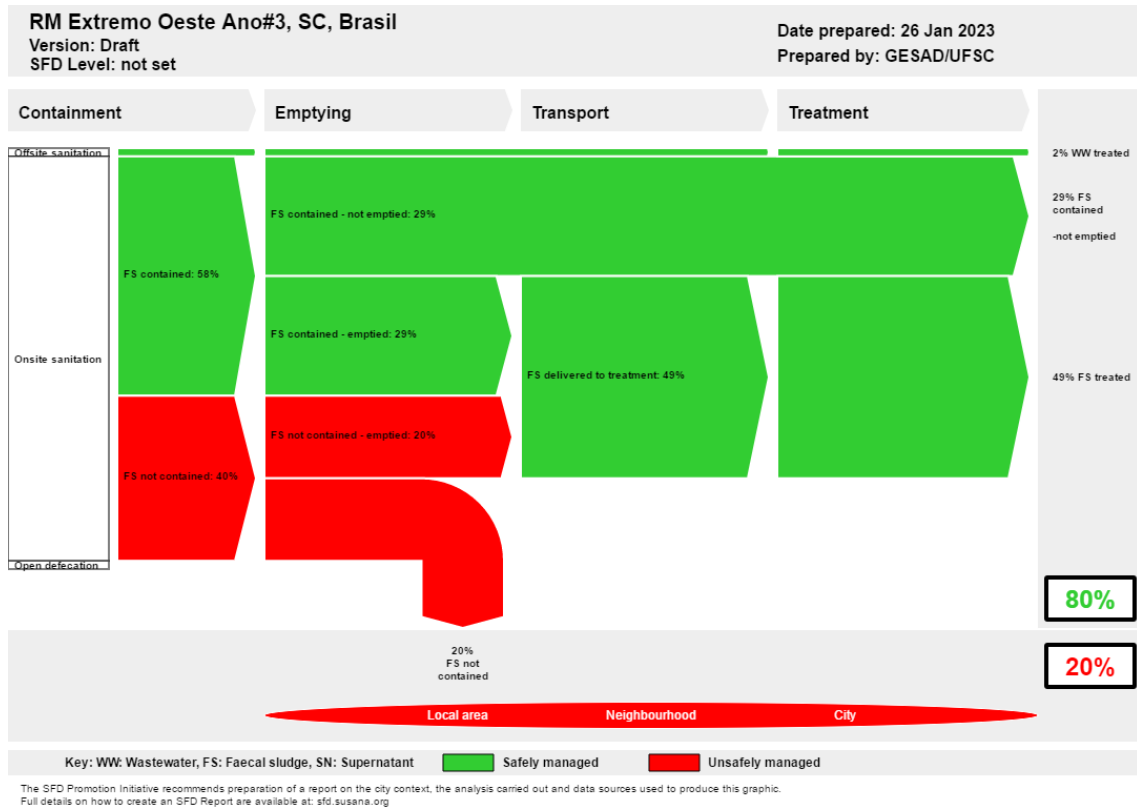 RM Extremo Oeste Ano#3, SC, Brasil
Version: Draft
SFD Level: not set
Date prepared: 26 Jan 2023
Prepared by: GESAD/UFSC
Containment
Emptying
Transport
Treatment
Offsite sanitation
2% WW treated
FS contained - not emptied: 29%
29% FS
contained
-not emptied
FS contained: 58%
FS contained - emptied: 29%
Onsite sanitation
FS delivered to treatment: 49%
49% FS treated
FS not contained - emptied: 20%
FS not contained: 40%
Open defecation
80%
20%
FS not
contained
20%
Local area
Neighbourhood
City
Key: WW: Wastewater, FS: Faecal sludge, SN: Supernatant
Safely managed
Unsafely managed
The SFD Promotion Initiative recommends preparation of a report on the city context, the analysis carried out and data sources used to produce this graphic.
Full details on how to create an SFD Report are available at: sfd.susana.org